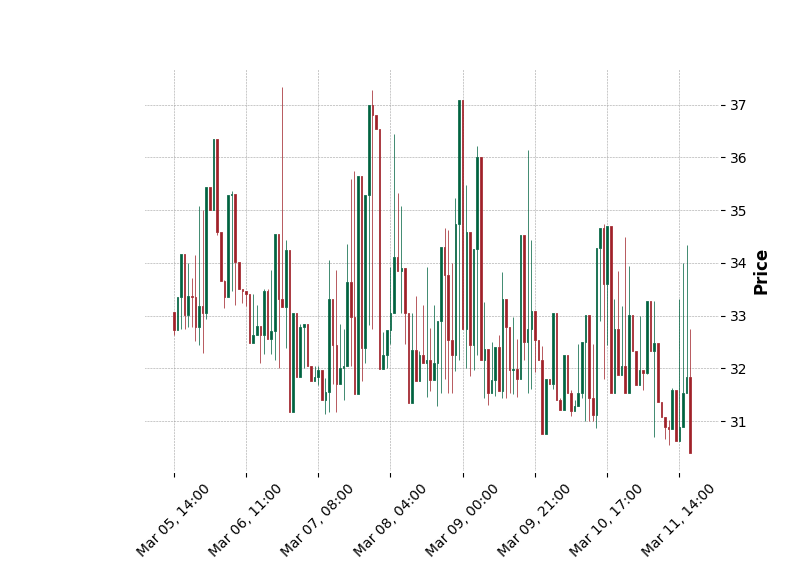 37
36
35
34
33
32
31
Price
Mar 05, 14:00
Mar 06, 11:00
Mar 07, 08:00
Mar 08, 04:00
Mar 09, 00:00
Mar 09, 21:00
Mar 10, 17:00
Mar 11, 14:00